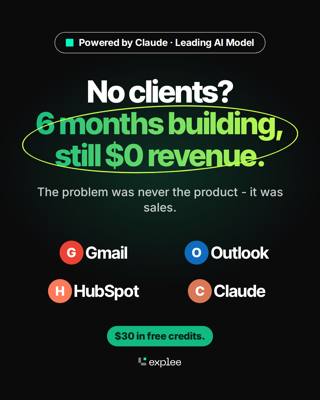 Powered by Claude · Leading AI Model
No clients?
6 months building,
still $0 revenue.
The problem was never the product - it was
sales.
G Gmail
O Outlook
H HubSpot
C Claude
$30 in free credits.
explee